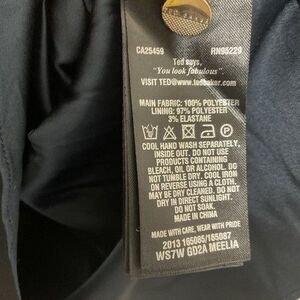 TED BAKER
CA25459 RN95229
Ted says,
"You look fabulous".
VISIT TED@tedbaker.com
MAIN FABRIC: 100% POLYESTER
LINING: 97% POLYESTER
3% ELASTANE
COOL HAND WASH SEPARATELY,
INSIDE OUT. DO NOT USE
PRODUCTS CONTAINING
BLEACH, OIL OR ALCOHOL. DO
NOT TUMBLE DRY. COOL IRON
ON REVERSE USING A CLOTH.
MAY BE DRY CLEANED. DO NOT
DRY IN DIRECT SUNLIGHT.
DO NOT SOAK.
MADE IN CHINA
MADE WITH CARE, WEAR WITH PRIDE
2013 165085/165087
WS7W GD2A MEELIA